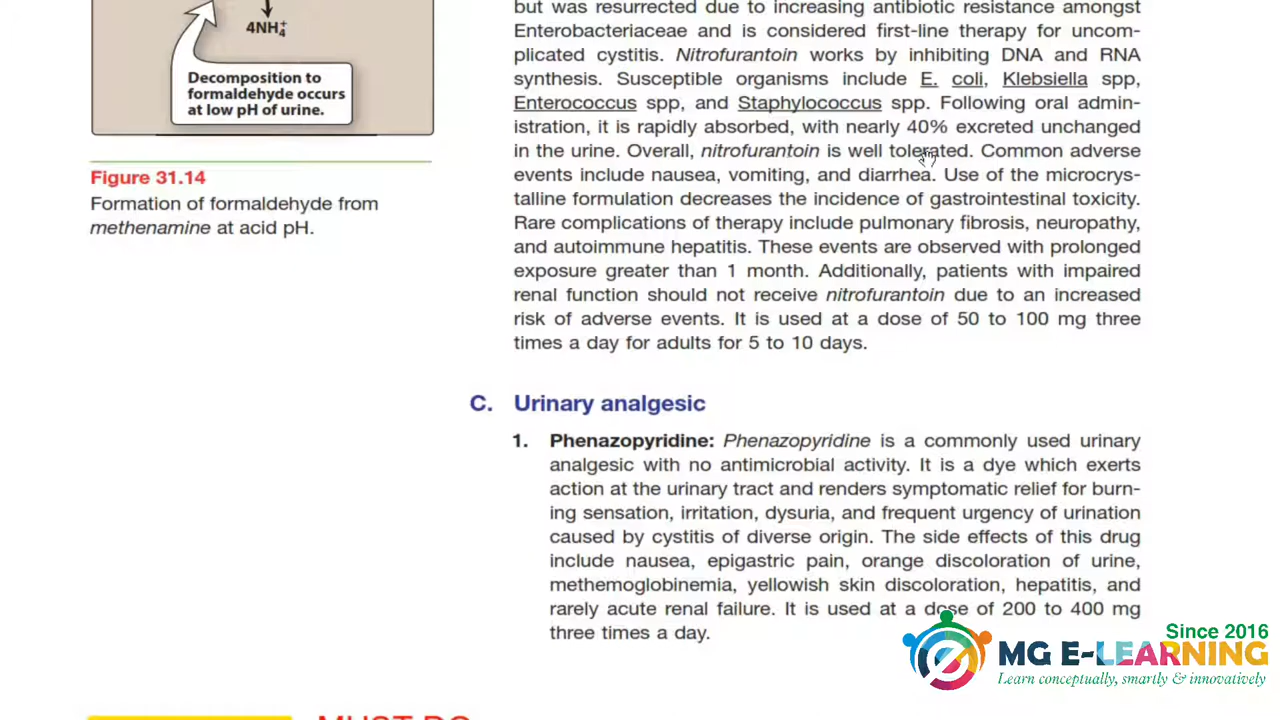 4NH₄⁺
Decomposition to
formaldehyde occurs
at low pH of urine.
Figure 31.14
Formation of formaldehyde from
methenamine at acid pH.
but was resurrected due to increasing antibiotic resistance amongst
Enterobacteriaceae and is considered first-line therapy for uncom-
plicated cystitis. Nitrofurantoin works by inhibiting DNA and RNA
synthesis. Susceptible organisms include E. coli, Klebsiella spp,
Enterococcus spp, and Staphylococcus spp. Following oral admin-
istration, it is rapidly absorbed, with nearly 40% excreted unchanged
in the urine. Overall, nitrofurantoin is well tolerated. Common adverse
events include nausea, vomiting, and diarrhea. Use of the microcrys-
talline formulation decreases the incidence of gastrointestinal toxicity.
Rare complications of therapy include pulmonary fibrosis, neuropathy,
and autoimmune hepatitis. These events are observed with prolonged
exposure greater than 1 month. Additionally, patients with impaired
renal function should not receive nitrofurantoin due to an increased
risk of adverse events. It is used at a dose of 50 to 100 mg three
times a day for adults for 5 to 10 days.
C. Urinary analgesic
1. Phenazopyridine: Phenazopyridine is a commonly used urinary
analgesic with no antimicrobial activity. It is a dye which exerts
action at the urinary tract and renders symptomatic relief for burn-
ing sensation, irritation, dysuria, and frequent urgency of urination
caused by cystitis of diverse origin. The side effects of this drug
include nausea, epigastric pain, orange discoloration of urine,
methemoglobinemia, yellowish skin discoloration, hepatitis, and
rarely acute renal failure. It is used at a dose of 200 to 400 mg
three times a day.
Since 2016
MG E-LEARNING
Learn conceptually, smartly & innovatively
MUST DO